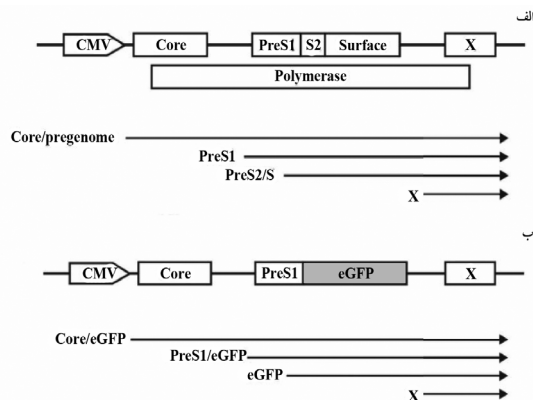 الف
CMV Core PreS1 S2 Surface X
Polymerase
Core/pregenome
PreS1
PreS2/S
X
ب
CMV Core PreS1 eGFP X
Core/eGFP
PreS1/eGFP
eGFP
X